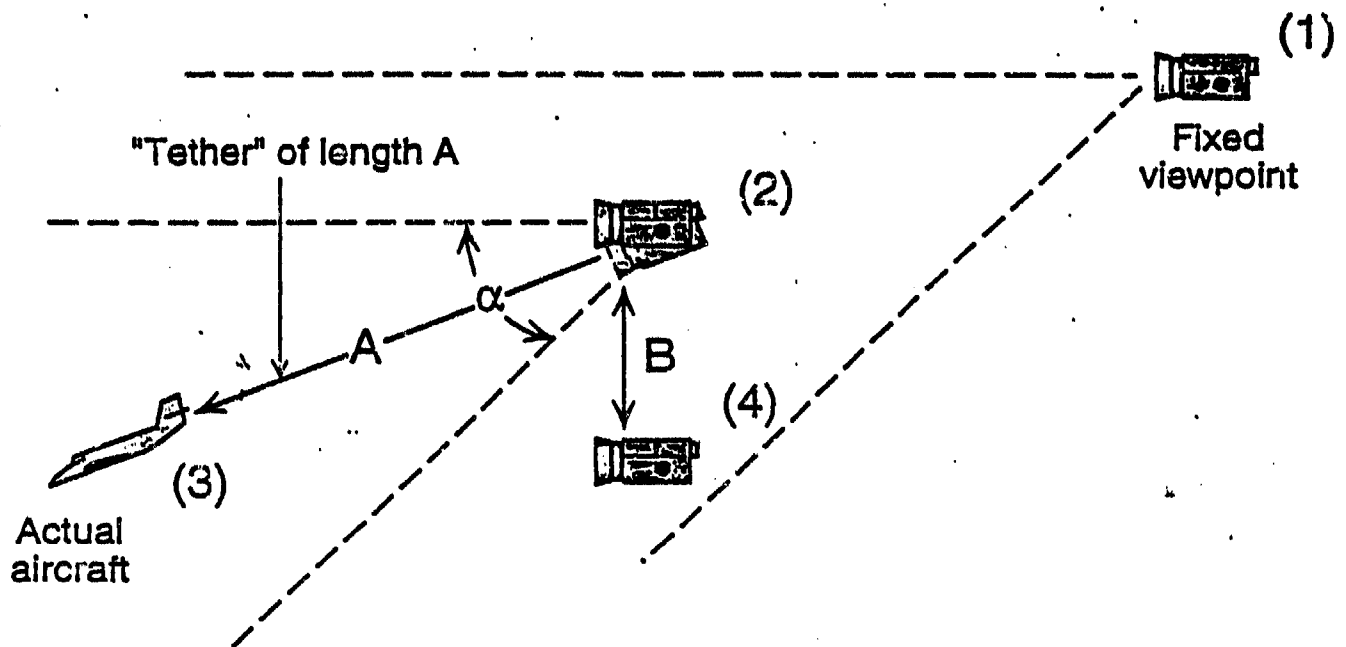 (1)
Fixed
viewpoint
"Tether" of length A
(2)
α
A
B
(4)
(3)
Actual
aircraft